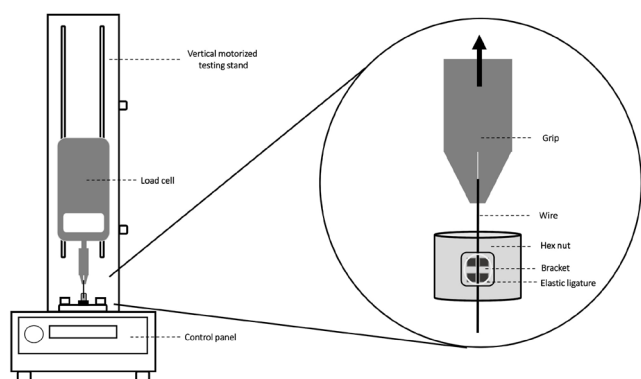 Vertical motorized
testing stand
Load cell
Control panel
Grip
Wire
Hex nut
Bracket
Elastic ligature